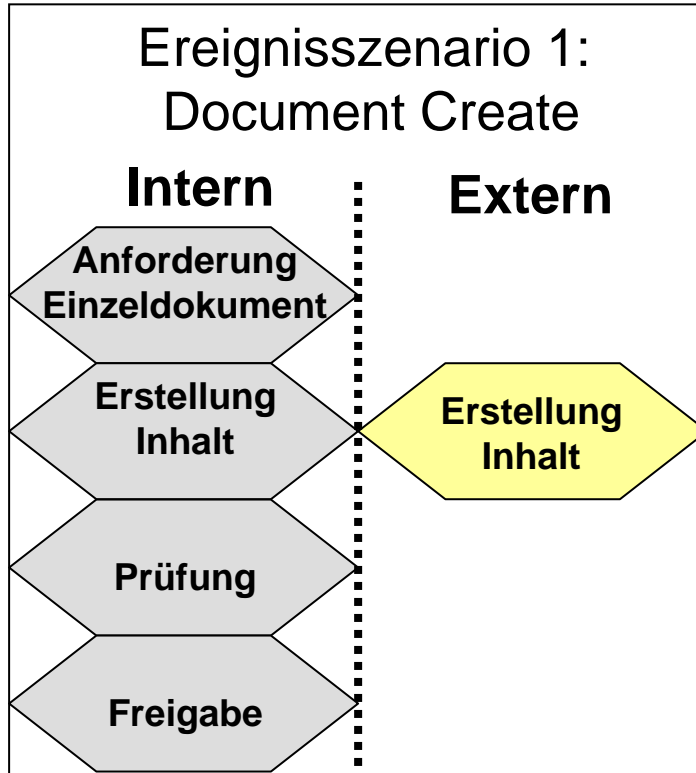 Ereignisszenario 1:
Document Create
Intern
Extern
Anforderung
Einzeldokument
Erstellung
Inhalt
Erstellung
Inhalt
Prüfung
Freigabe